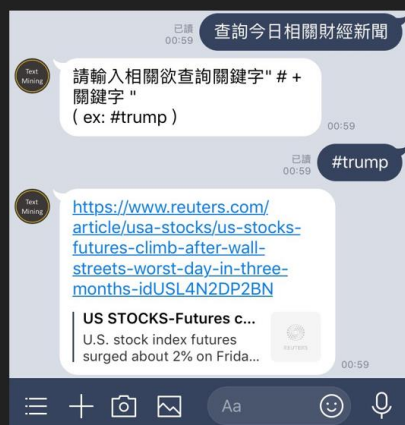 已讀
00:59
查詢今日相關財經新聞
Text
Mining
請輸入相關欲查詢關鍵字" # +
關鍵字 "
( ex: #trump )
00:59
已讀
00:59
#trump
Text
Mining
https://www.reuters.com/
article/usa-stocks/us-stocks-
futures-climb-after-wall-
streets-worst-day-in-three-
months-idUSL4N2DP2BN
US STOCKS-Futures c...
U.S. stock index futures
surged about 2% on Frida...
REUTERS
00:59
Aa